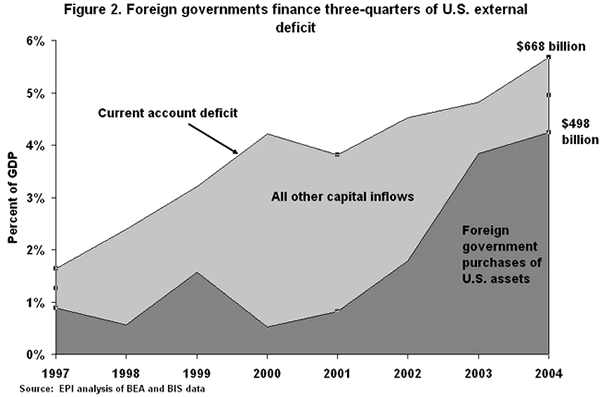 Figure 2. Foreign governments finance three-quarters of U.S. external
deficit
6%
$668 billion
5%
Current account deficit
$498
billion
4%
Percent of GDP
3%
All other capital inflows
Foreign
government
purchases of
U.S. assets
2%
1%
0%
1997 1998 1999 2000 2001 2002 2003 2004
Source: EPI analysis of BEA and BIS data